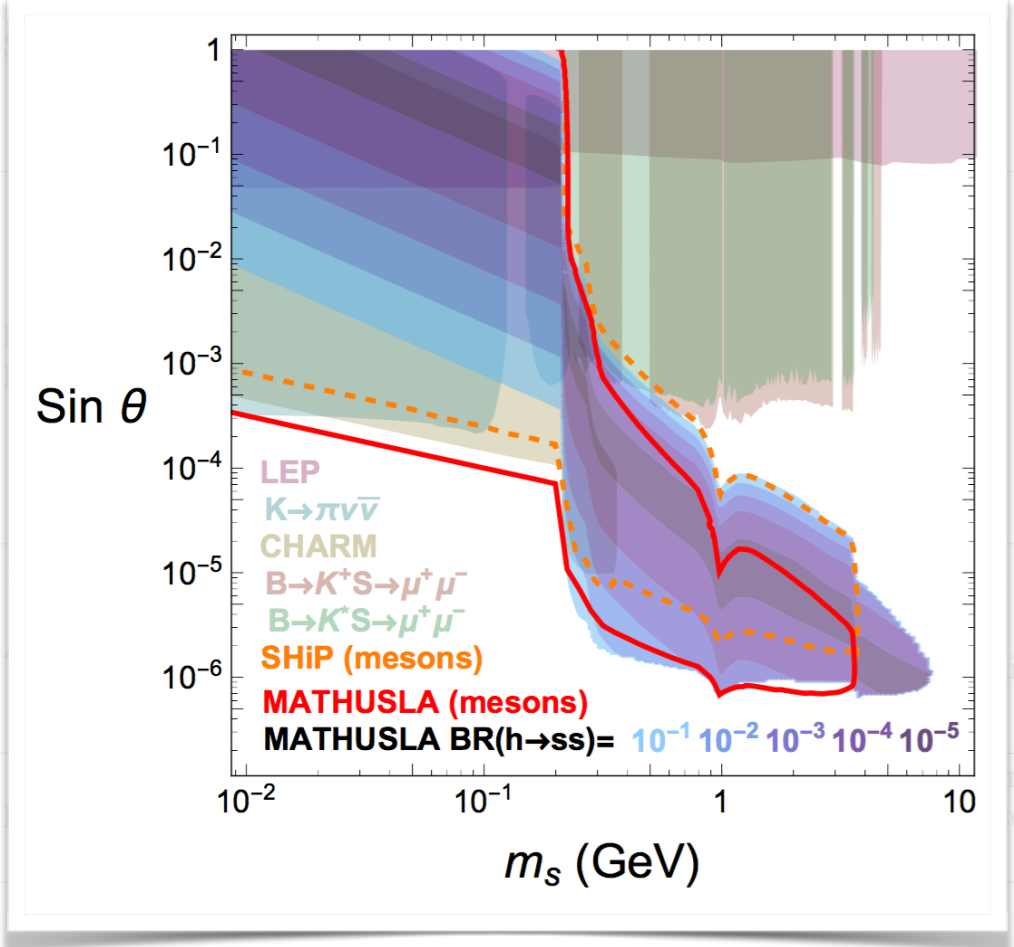 1
10⁻¹
10⁻²
10⁻³
Sin θ
10⁻⁴
10⁻⁵
10⁻⁶
LEP
K→πνν̅
CHARM
B→K⁺S→μ⁺μ⁻
B→K*S→μ⁺μ⁻
SHiP (mesons)
MATHUSLA (mesons)
MATHUSLA BR(h→ss)= 10⁻¹ 10⁻² 10⁻³ 10⁻⁴ 10⁻⁵
10⁻² 10⁻¹ 1 10
mₛ (GeV)